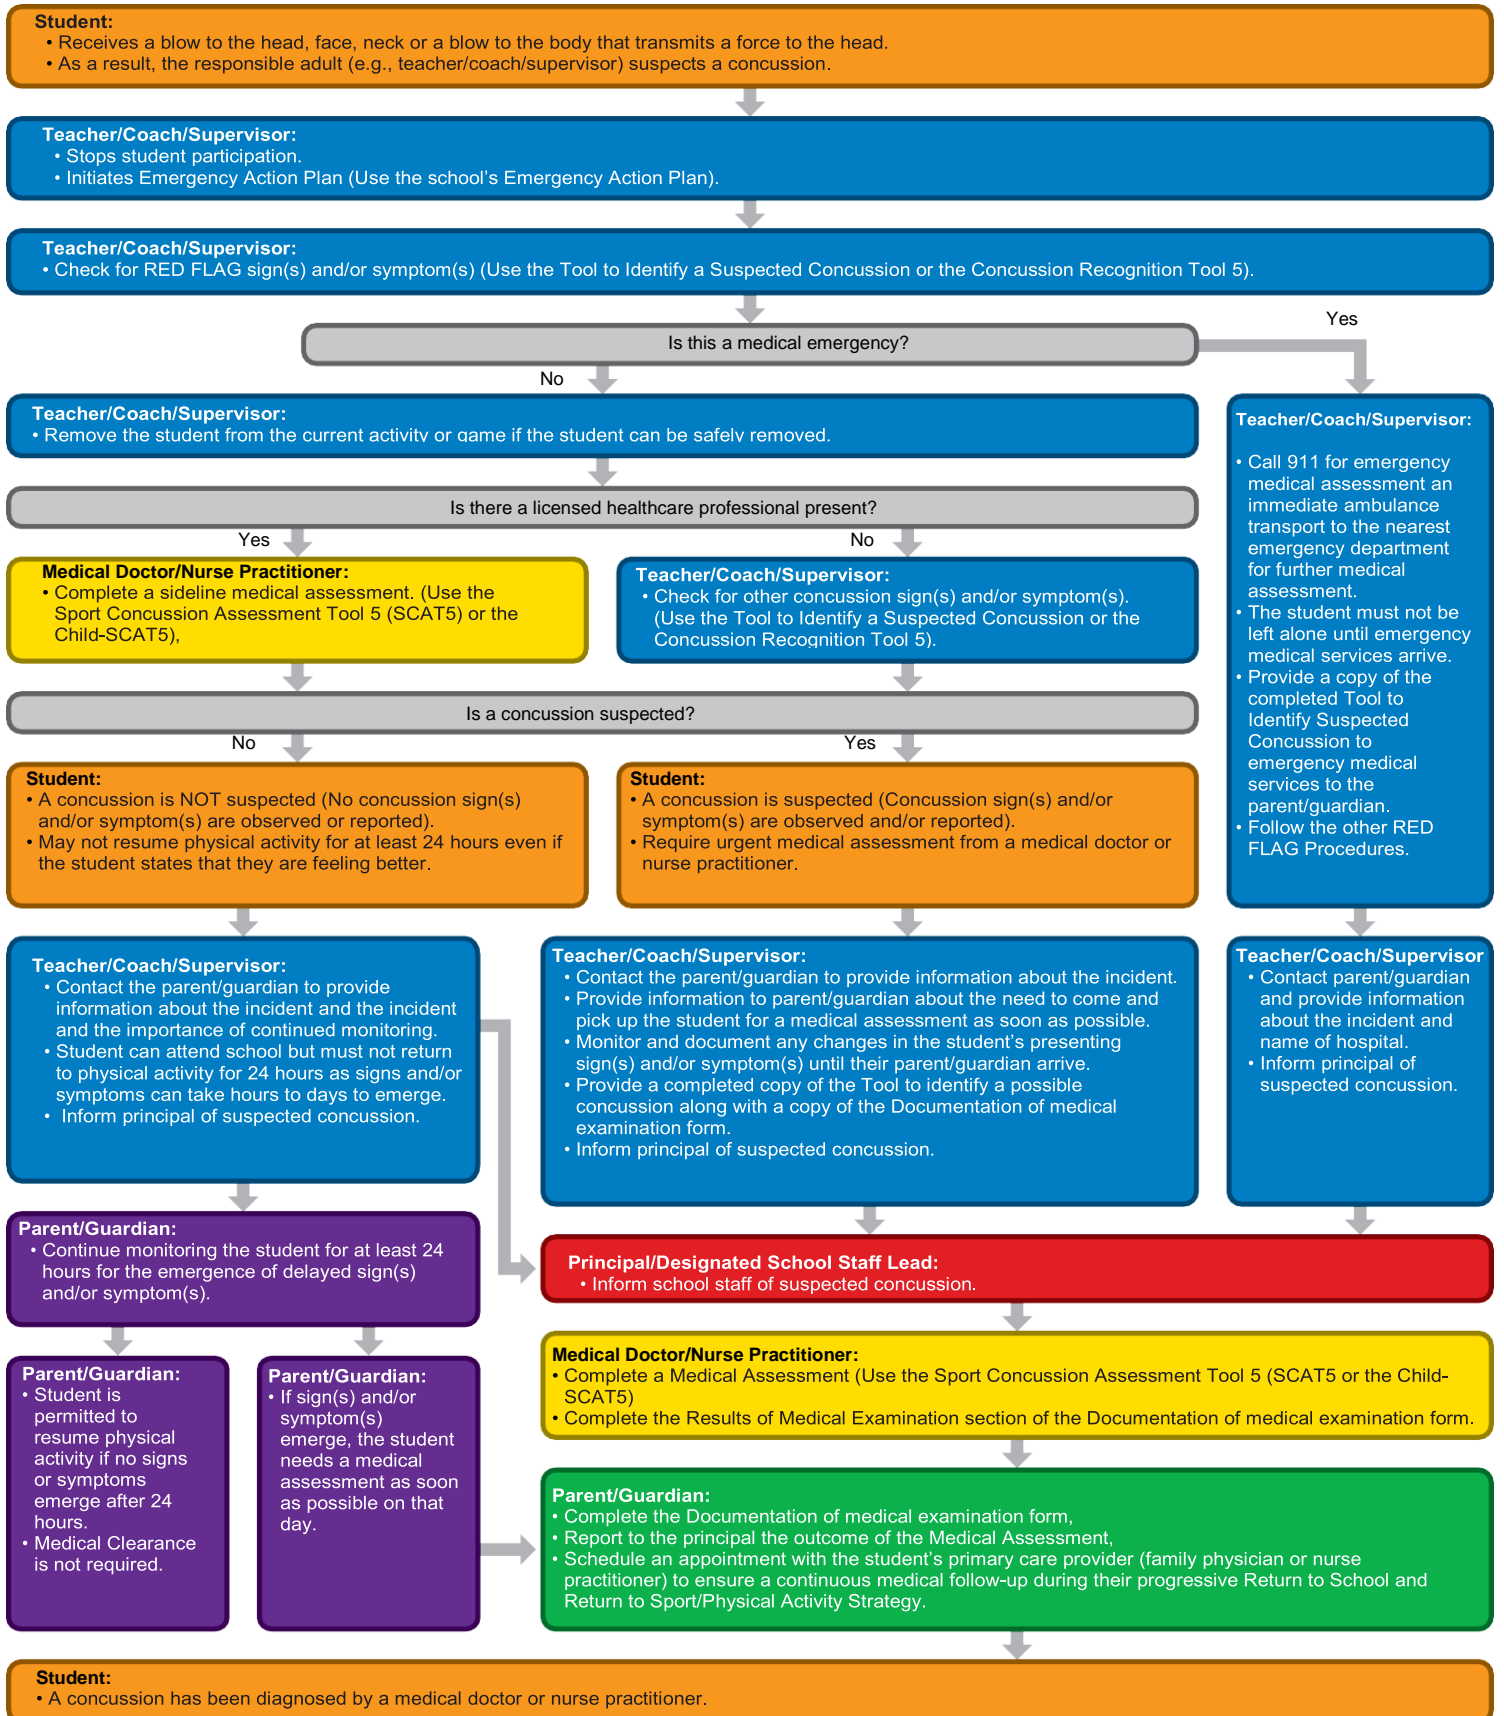 Student:
• Receives a blow to the head, face, neck or a blow to the body that transmits a force to the head.
• As a result, the responsible adult (e.g., teacher/coach/supervisor) suspects a concussion.
Teacher/Coach/Supervisor:
• Stops student participation.
• Initiates Emergency Action Plan (Use the school's Emergency Action Plan).
Teacher/Coach/Supervisor:
• Check for RED FLAG sign(s) and/or symptom(s) (Use the Tool to Identify a Suspected Concussion or the Concussion Recognition Tool 5).
Is this a medical emergency?
Yes
No
Teacher/Coach/Supervisor:
• Remove the student from the current activity or game if the student can be safely removed.
Teacher/Coach/Supervisor:
• Call 911 for emergency
medical assessment an
immediate ambulance
transport to the nearest
emergency department
for further medical
assessment.
• The student must not be
left alone until emergency
medical services arrive.
• Provide a copy of the
completed Tool to
Identify Suspected
Concussion to
emergency medical
services to the
parent/guardian.
• Follow the other RED
FLAG Procedures.
Is there a licensed healthcare professional present?
Yes
No
Medical Doctor/Nurse Practitioner:
• Complete a sideline medical assessment. (Use the
Sport Concussion Assessment Tool 5 (SCAT5) or the
Child-SCAT5),
Teacher/Coach/Supervisor:
• Check for other concussion sign(s) and/or symptom(s).
(Use the Tool to Identify a Suspected Concussion or the
Concussion Recognition Tool 5).
Is a concussion suspected?
No
Yes
Student:
• A concussion is NOT suspected (No concussion sign(s)
and/or symptom(s) are observed or reported).
• May not resume physical activity for at least 24 hours even if
the student states that they are feeling better.
Student:
• A concussion is suspected (Concussion sign(s) and/or
symptom(s) are observed and/or reported).
• Require urgent medical assessment from a medical doctor or
nurse practitioner.
Teacher/Coach/Supervisor:
• Contact the parent/guardian to provide
information about the incident and the incident
and the importance of continued monitoring.
• Student can attend school but must not return
to physical activity for 24 hours as signs and/or
symptoms can take hours to days to emerge.
• Inform principal of suspected concussion.
Teacher/Coach/Supervisor:
• Contact the parent/guardian to provide information about the incident.
• Provide information to parent/guardian about the need to come and
pick up the student for a medical assessment as soon as possible.
• Monitor and document any changes in the student's presenting
sign(s) and/or symptom(s) until their parent/guardian arrive.
• Provide a completed copy of the Tool to identify a possible
concussion along with a copy of the Documentation of medical
examination form.
• Inform principal of suspected concussion.
Teacher/Coach/Supervisor
• Contact parent/guardian
and provide information
about the incident and
name of hospital.
• Inform principal of
suspected concussion.
Parent/Guardian:
• Continue monitoring the student for at least 24
hours for the emergence of delayed sign(s)
and/or symptom(s).
Principal/Designated School Staff Lead:
• Inform school staff of suspected concussion.
Parent/Guardian:
• Student is
permitted to
resume physical
activity if no signs
or symptoms
emerge after 24
hours.
• Medical Clearance
is not required.
Parent/Guardian:
• If sign(s) and/or
symptom(s)
emerge, the student
needs a medical
assessment as soon
as possible on that
day.
Medical Doctor/Nurse Practitioner:
• Complete a Medical Assessment (Use the Sport Concussion Assessment Tool 5 (SCAT5 or the Child-
SCAT5)
• Complete the Results of Medical Examination section of the Documentation of medical examination form.
Parent/Guardian:
• Complete the Documentation of medical examination form,
• Report to the principal the outcome of the Medical Assessment,
• Schedule an appointment with the student's primary care provider (family physician or nurse
practitioner) to ensure a continuous medical follow-up during their progressive Return to School and
Return to Sport/Physical Activity Strategy.
Student:
• A concussion has been diagnosed by a medical doctor or nurse practitioner.